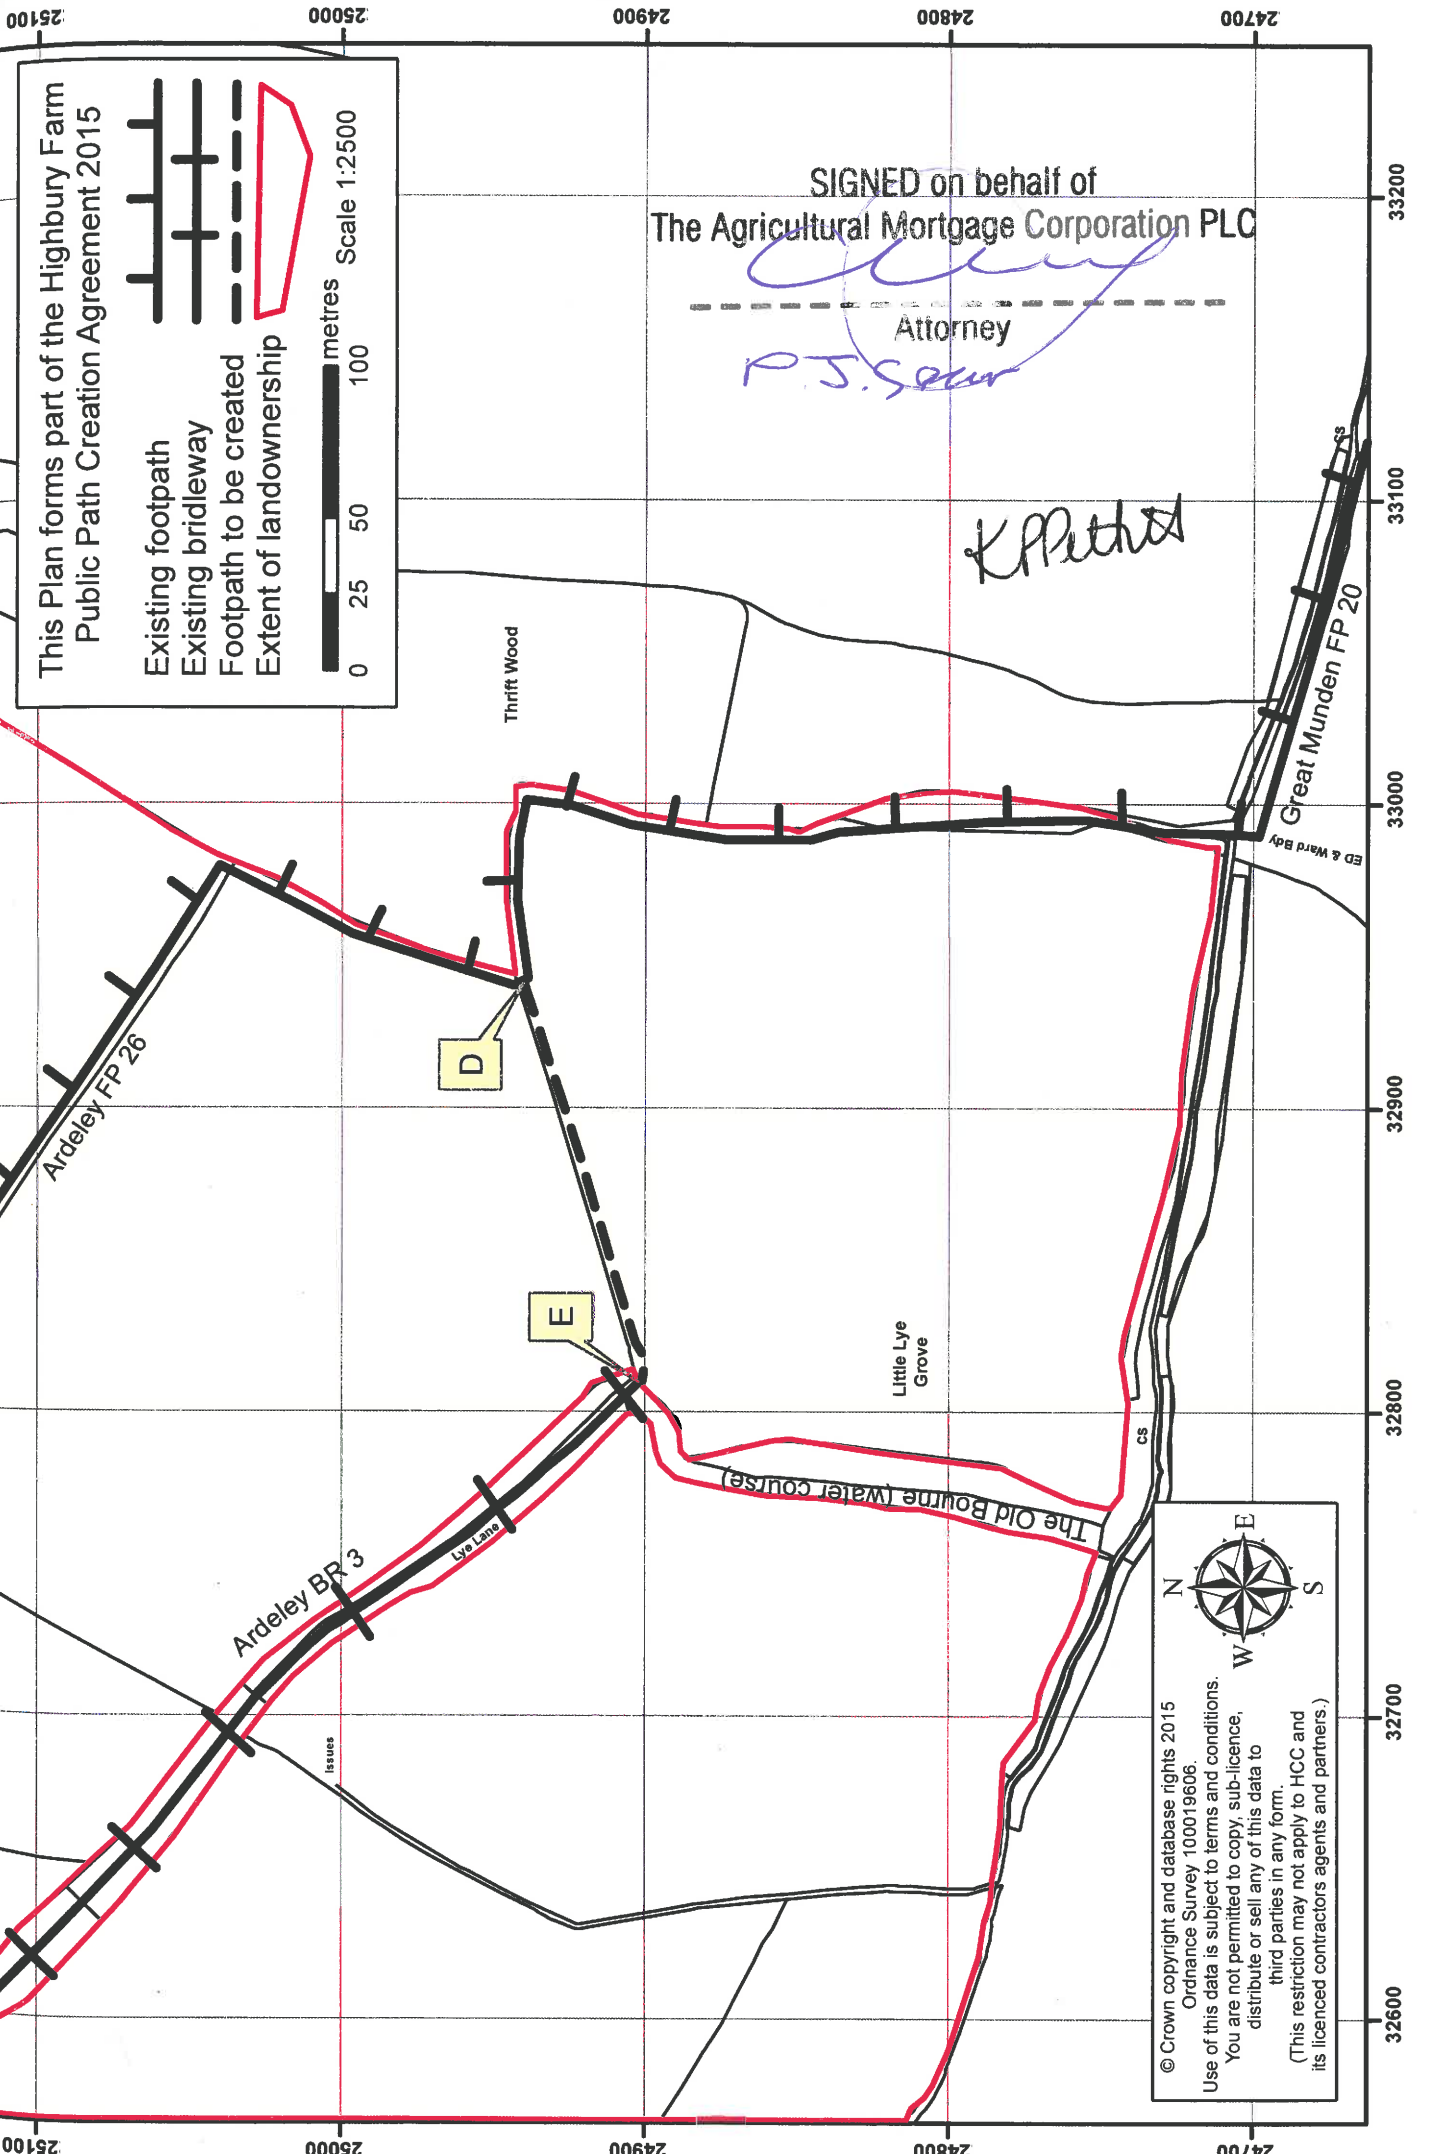 This Plan forms part of the Highbury Farm
Public Path Creation Agreement 2015
Existing footpath
Existing bridleway
Footpath to be created
Extent of landownership
0 25 50 100 metres
Scale 1:2500
SIGNED on behalf of
The Agricultural Mortgage Corporation PLC
Attorney
Thrift Wood
Ardeley FP 26
D
E
Ardeley BR 3
Lye Lane
Issues
Little Lye
Grove
The Old Bourne (water course)
CS
CS
Great Munden FP 20
ED & Ward Bdy
25100
25000
24900
24800
24700
33200
33100
33000
32900
32800
32700
32600
25100
25000
24900
24800
24700
N
E
S
W
© Crown copyright and database rights 2015
Ordnance Survey 100019606.
Use of this data is subject to terms and conditions.
You are not permitted to copy, sub-licence,
distribute or sell any of this data to
third parties in any form.
(This restriction may not apply to HCC and
its licenced contractors agents and partners.)